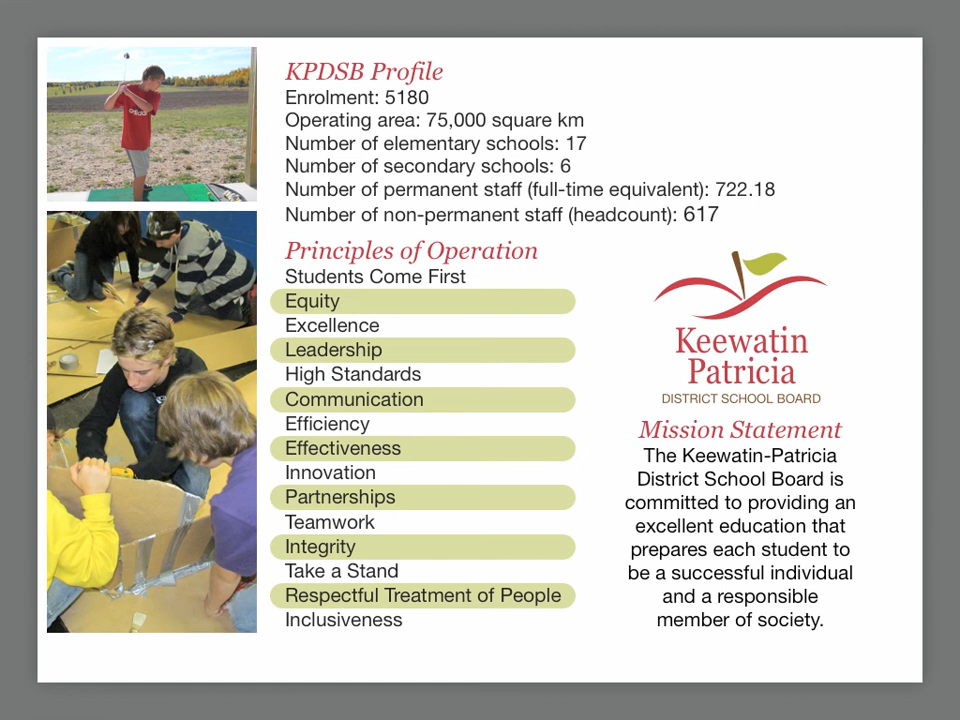 KPDSB Profile
Enrolment: 5180
Operating area: 75,000 square km
Number of elementary schools: 17
Number of secondary schools: 6
Number of permanent staff (full-time equivalent): 722.18
Number of non-permanent staff (headcount): 617
Principles of Operation
Students Come First
Equity
Excellence
Leadership
High Standards
Communication
Efficiency
Effectiveness
Innovation
Partnerships
Teamwork
Integrity
Take a Stand
Respectful Treatment of People
Inclusiveness
Keewatin
Patricia
DISTRICT SCHOOL BOARD
Mission Statement
The Keewatin-Patricia
District School Board is
committed to providing an
excellent education that
prepares each student to
be a successful individual
and a responsible
member of society.